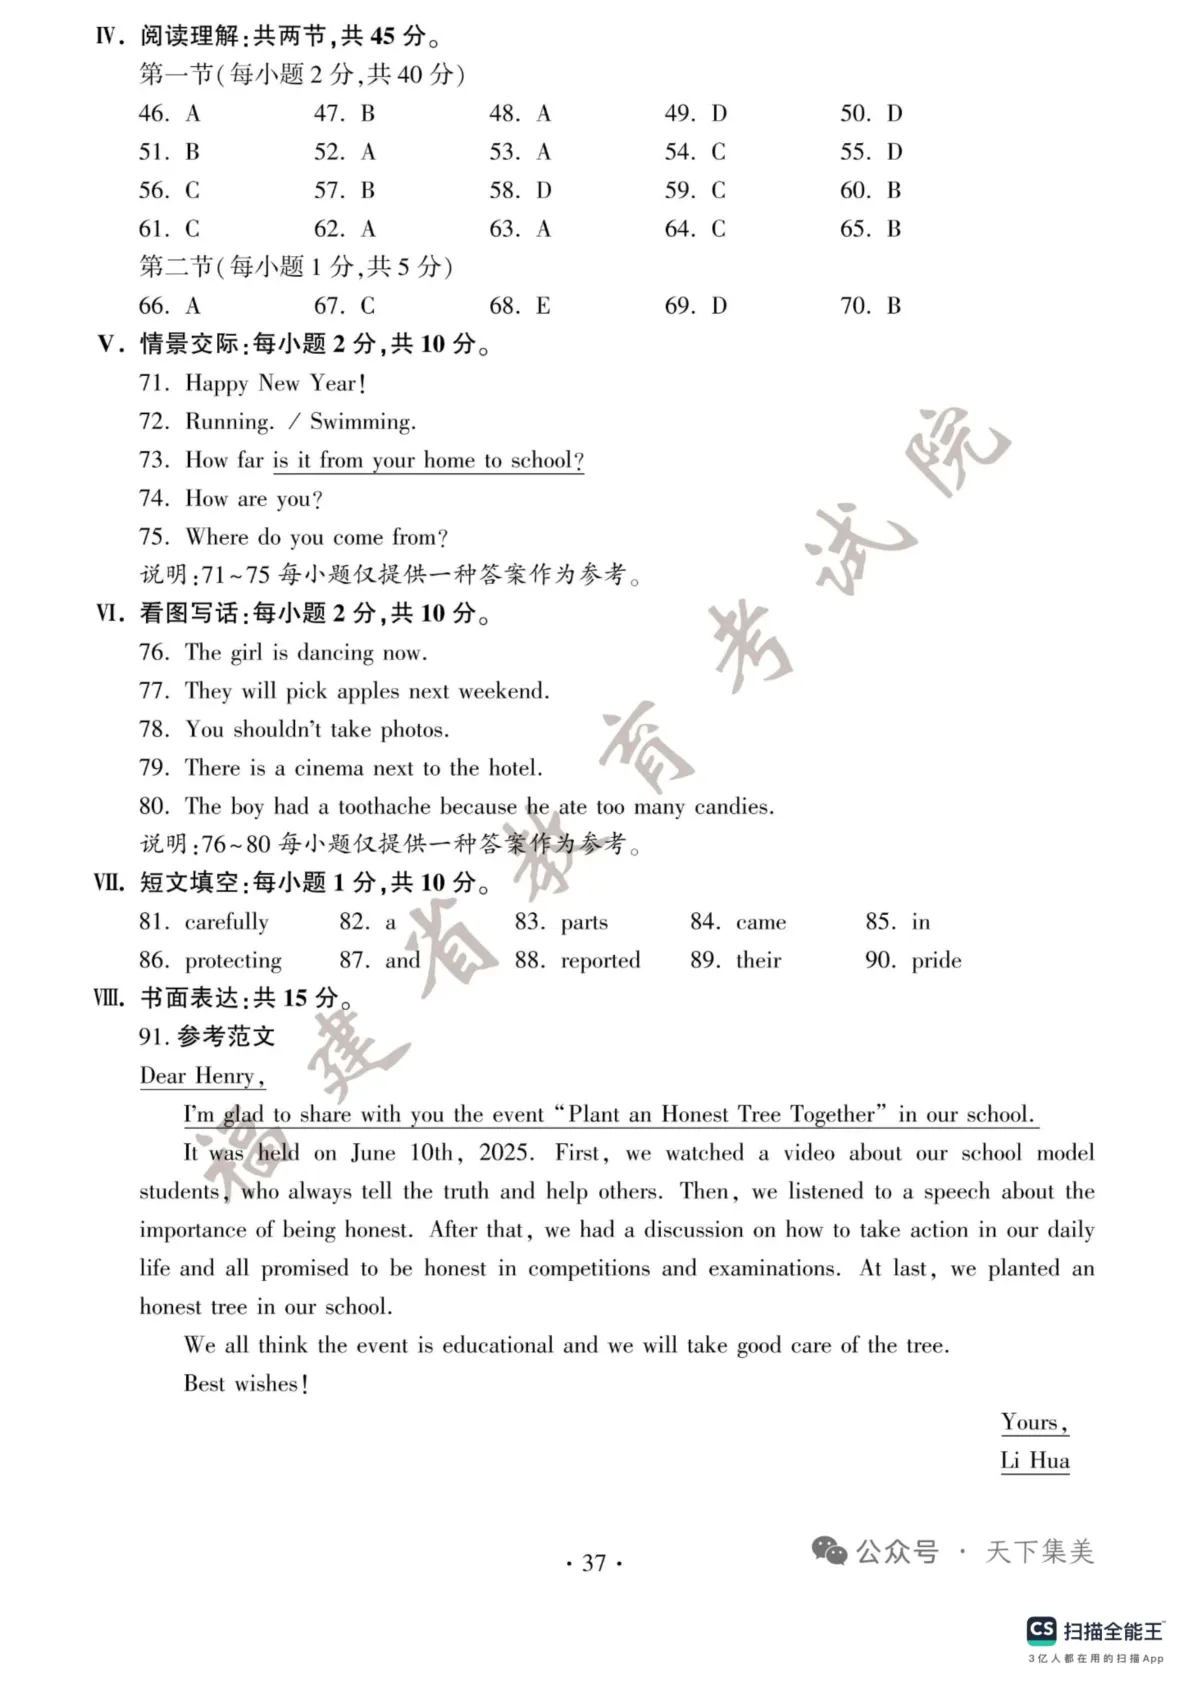 Ⅳ. 阅读理解:共两节,共 45 分。
第一节(每小题 2 分,共 40 分)
46. A 47. B 48. A 49. D 50. D
51. B 52. A 53. A 54. C 55. D
56. C 57. B 58. D 59. C 60. B
61. C 62. A 63. A 64. C 65. B
第二节(每小题 1 分,共 5 分)
66. A 67. C 68. E 69. D 70. B
Ⅴ. 情景交际:每小题 2 分,共 10 分。
71. Happy New Year!
72. Running. / Swimming.
73. How far is it from your home to school?
74. How are you?
75. Where do you come from?
说明:71~75 每小题仅提供一种答案作为参考。
Ⅵ. 看图写话:每小题 2 分,共 10 分。
76. The girl is dancing now.
77. They will pick apples next weekend.
78. You shouldn't take photos.
79. There is a cinema next to the hotel.
80. The boy had a toothache because he ate too many candies.
说明:76~80 每小题仅提供一种答案作为参考。
Ⅶ. 短文填空:每小题 1 分,共 10 分。
81. carefully 82. a 83. parts 84. came 85. in
86. protecting 87. and 88. reported 89. their 90. pride
Ⅷ. 书面表达:共 15 分。
91. 参考范文
Dear Henry,
I'm glad to share with you the event “Plant an Honest Tree Together” in our school.
It was held on June 10th, 2025. First, we watched a video about our school model
students, who always tell the truth and help others. Then, we listened to a speech about the
importance of being honest. After that, we had a discussion on how to take action in our daily
life and all promised to be honest in competitions and examinations. At last, we planted an
honest tree in our school.
We all think the event is educational and we will take good care of the tree.
Best wishes!
Yours,
Li Hua
福建省教育考试院
公众号 · 天下集美
· 37 ·
CS 扫描全能王™
3亿人都在用的扫描App